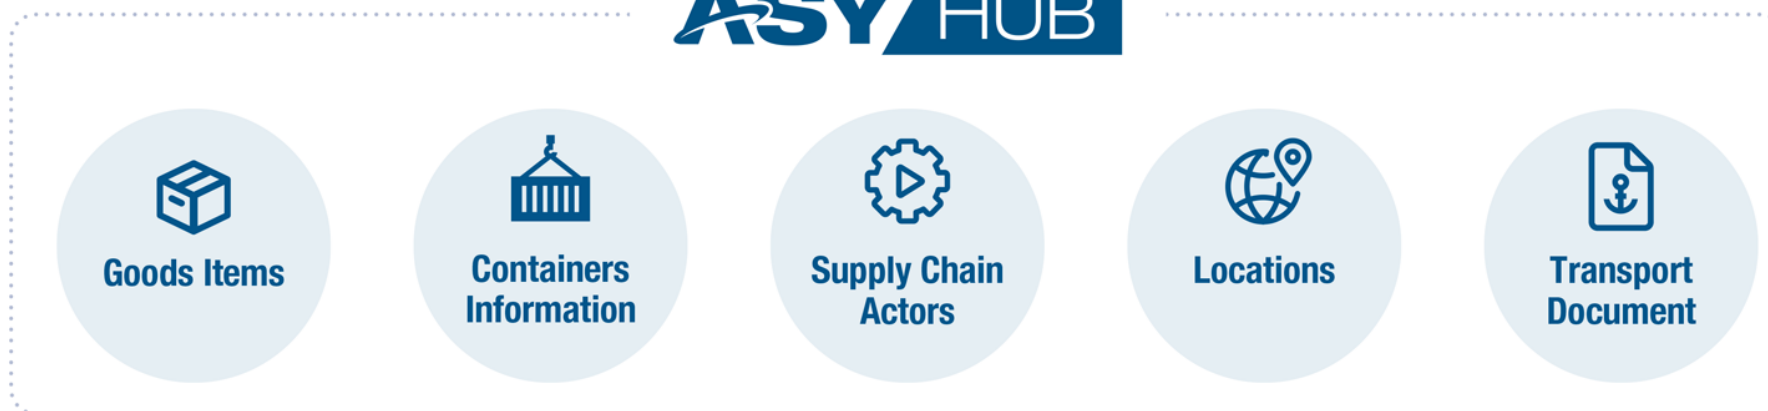 ASY HUB
Goods Items
Containers
Information
Supply Chain
Actors
Locations
Transport
Document